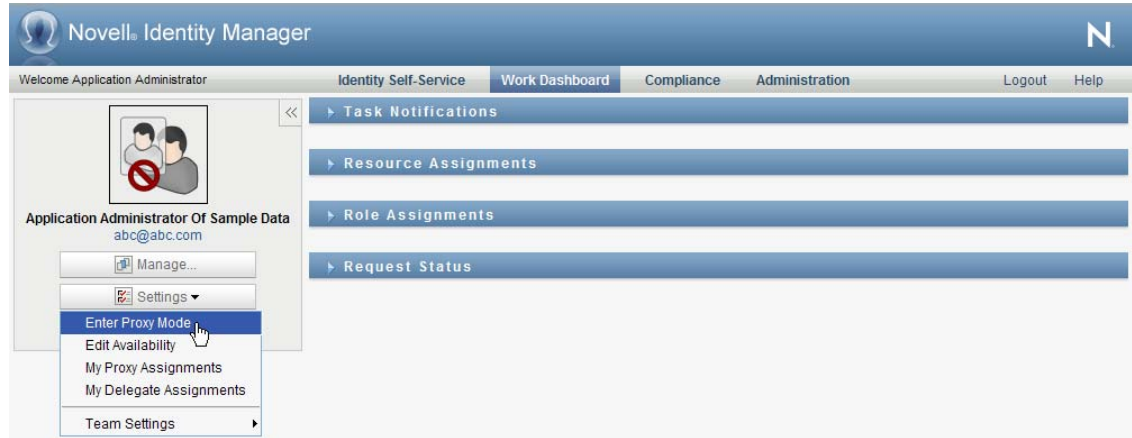 Novell® Identity Manager
N
Welcome Application Administrator
Identity Self-Service Work Dashboard Compliance Administration Logout Help
Task Notifications
Resource Assignments
Role Assignments
Request Status
Application Administrator Of Sample Data
abc@abc.com
Manage...
Settings
Enter Proxy Mode
Edit Availability
My Proxy Assignments
My Delegate Assignments
Team Settings